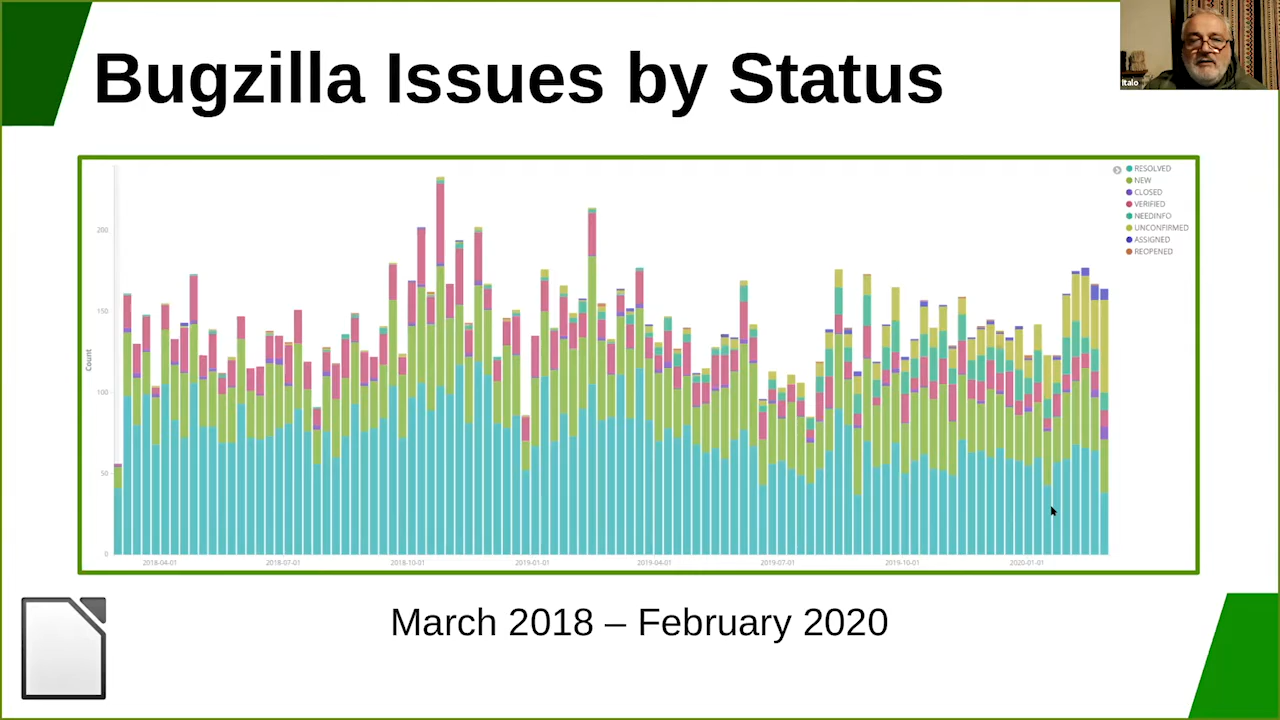 Bugzilla Issues by Status
Italo
RESOLVED
NEW
CLOSED
VERIFIED
NEEDINFO
UNCONFIRMED
ASSIGNED
REOPENED
Count
200
150
100
50
0
2018-04-01 2018-07-01 2018-10-01 2019-01-01 2019-04-01 2019-07-01 2019-10-01 2020-01-01
March 2018 – February 2020